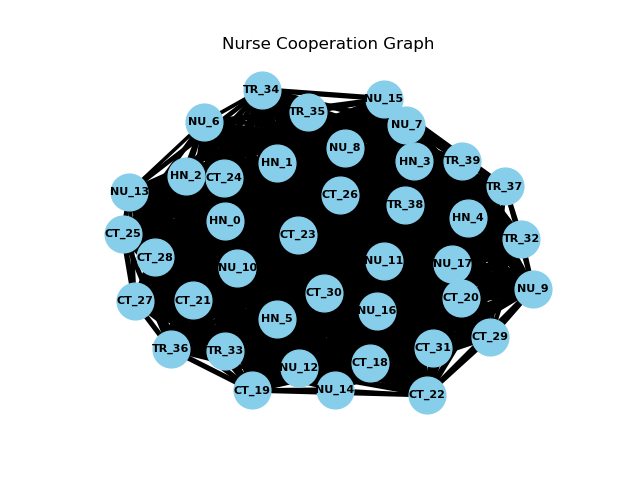 Nurse Cooperation Graph
TR_34
NU_15
TR_35
NU_6
NU_7
NU_8
HN_1
HN_3
TR_39
HN_2
CT_24
TR_37
NU_13
CT_26
TR_38
HN_4
HN_0
CT_25
CT_23
TR_32
CT_28
NU_10
NU_11
NU_17
NU_9
CT_30
CT_27
CT_21
CT_20
NU_16
HN_5
CT_29
TR_36
TR_33
CT_31
NU_12
CT_18
CT_19
NU_14
CT_22